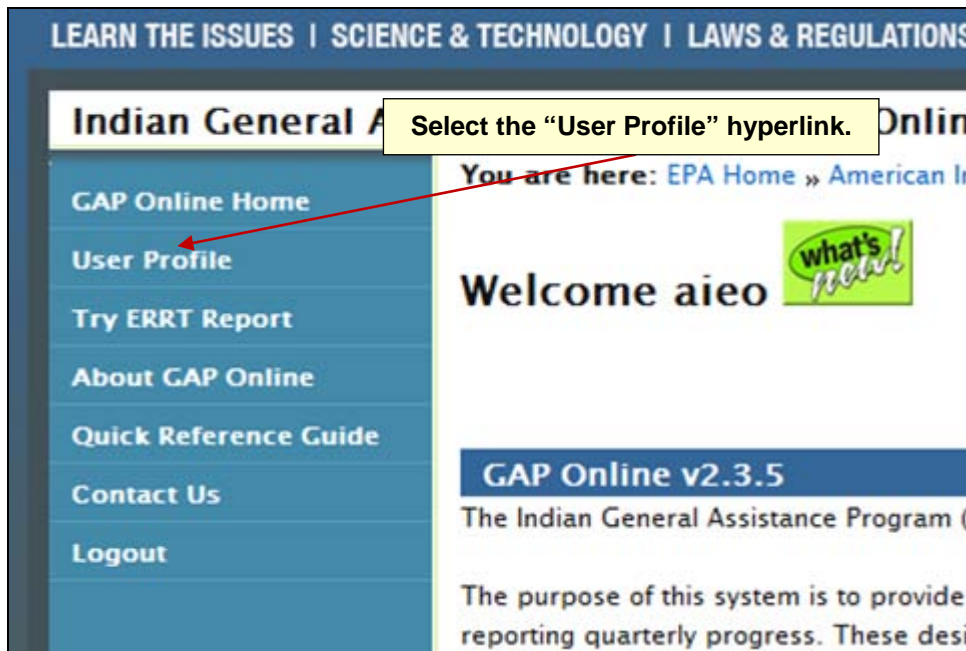 LEARN THE ISSUES | SCIENCE & TECHNOLOGY | LAWS & REGULATIONS
Indian General
Select the “User Profile” hyperlink.
You are here: EPA Home » American
GAP Online Home
User Profile
Try ERRT Report
About GAP Online
Quick Reference Guide
Contact Us
Logout
what's new!
Welcome aieo
GAP Online v2.3.5
The Indian General Assistance Program (
The purpose of this system is to provide
reporting quarterly progress. These